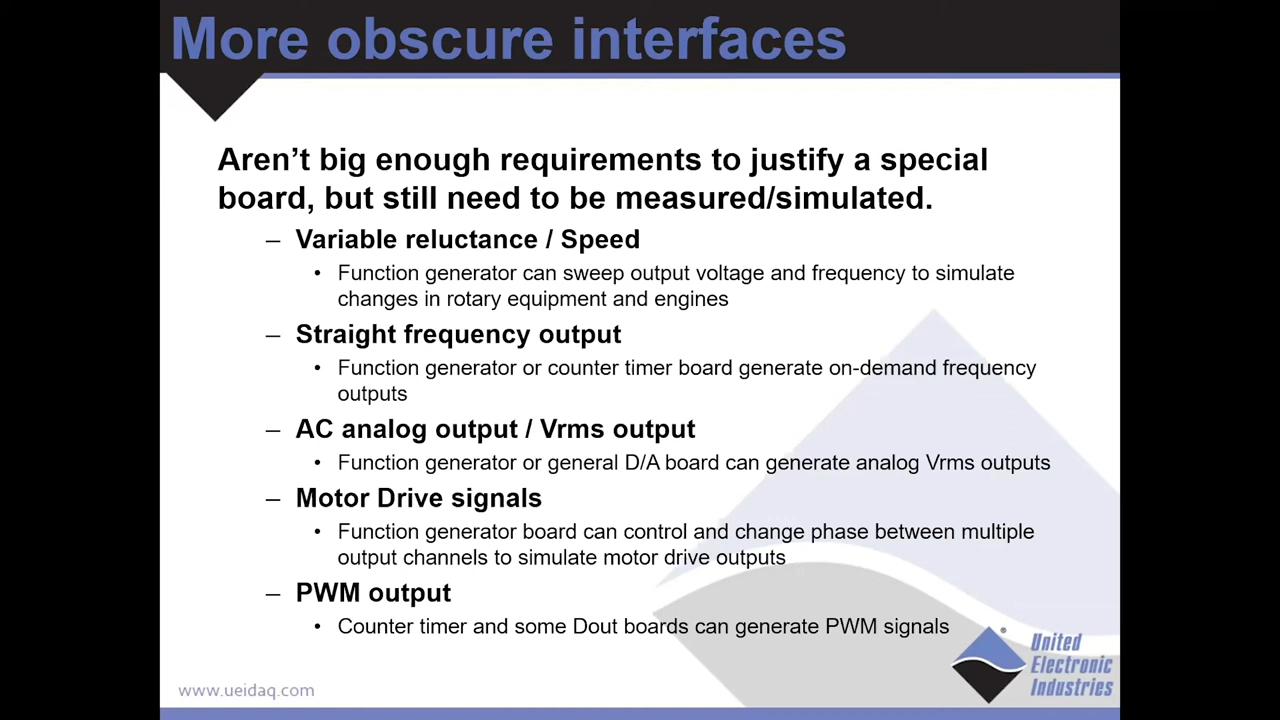 More obscure interfaces
Aren’t big enough requirements to justify a special
board, but still need to be measured/simulated.
– Variable reluctance / Speed
• Function generator can sweep output voltage and frequency to simulate
changes in rotary equipment and engines
– Straight frequency output
• Function generator or counter timer board generate on-demand frequency
outputs
– AC analog output / Vrms output
• Function generator or general D/A board can generate analog Vrms outputs
– Motor Drive signals
• Function generator board can control and change phase between multiple
output channels to simulate motor drive outputs
– PWM output
• Counter timer and some Dout boards can generate PWM signals
®
United
Electronic
Industries
www.ueidaq.com